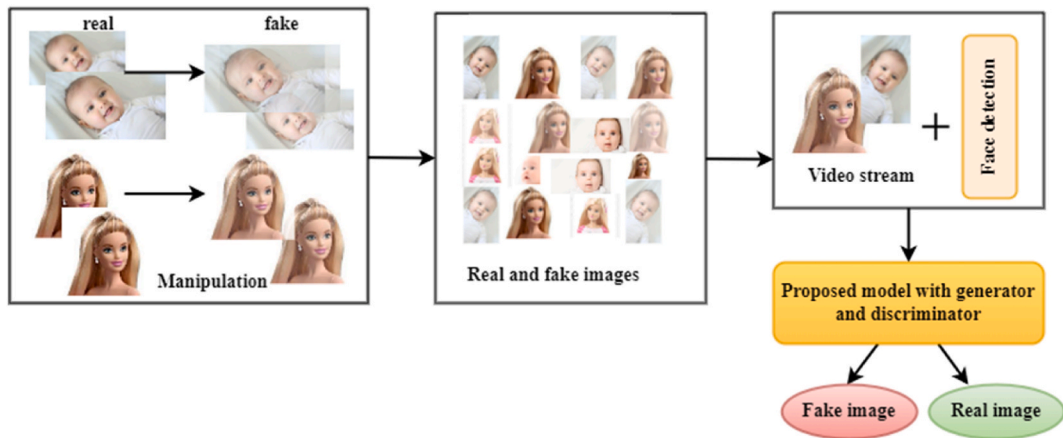 real
fake
Manipulation
Real and fake images
Video stream
+
Face detection
Proposed model with generator
and discriminator
Fake image
Real image